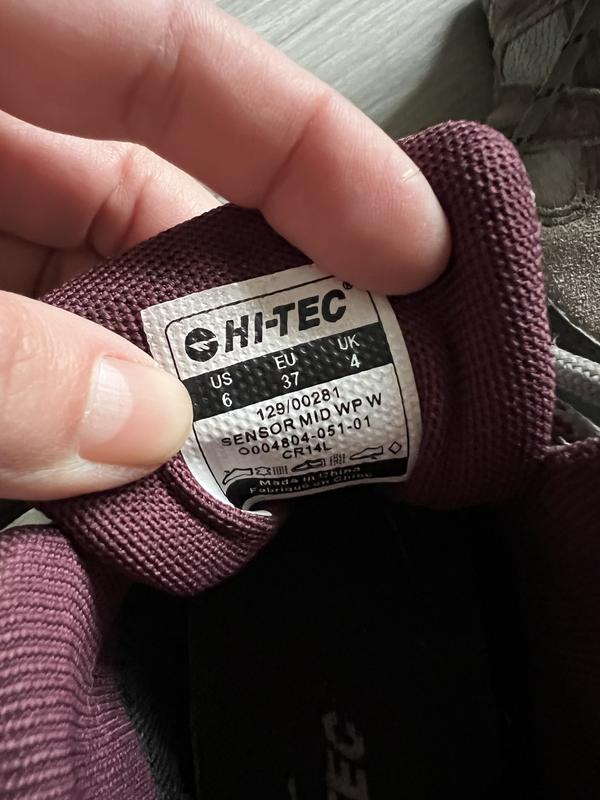 HI-TEC®
US EU UK
6 37 4
129/00281
SENSOR MID WP W
O004804-051-01
CR14L
Made in China
Fabriqué en Chine
TEC